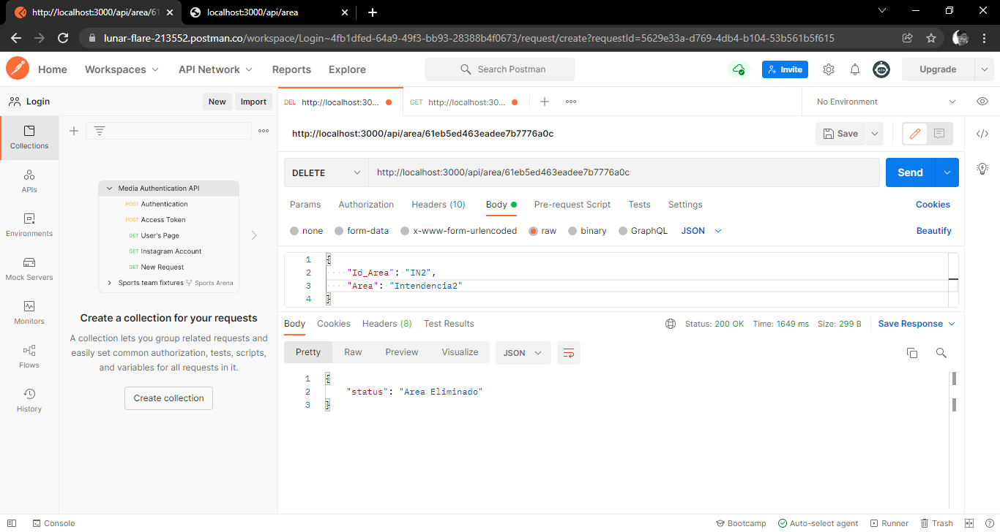 http://localhost:3000/api/area/61
localhost:3000/api/area
lunar-flare-213552.postman.co/workspace/Login~4fb1dfed-64a9-49f3-bb93-28388b4f0673/request/create?requestId=5629e33a-d769-4db4-b104-53b561b5f615
Home Workspaces API Network Reports Explore Search Postman Invite Upgrade
Login New Import DEL http://localhost:30... GET http://localhost:30... No Environment
http://localhost:3000/api/area/61eb5ed463eadee7b7776a0c Save
Collections
APIs
Environments
Mock Servers
Monitors
Flows
History
Media Authentication API
POST Authentication
POST Access Token
GET User's Page
GET Instagram Account
GET New Request
Sports team fixtures Sports Arena
Create a collection for your requests
A collection lets you group related requests and
easily set common authorization, tests, scripts,
and variables for all requests in it.
Create collection
DELETE http://localhost:3000/api/area/61eb5ed463eadee7b7776a0c Send
Params Authorization Headers (10) Body Pre-request Script Tests Settings Cookies
none form-data x-www-form-urlencoded raw binary GraphQL JSON Beautify
1 {
2 "Id_Area": "IN2",
3 "Area": "Intendencia2"
4 }
Body Cookies Headers (8) Test Results Status: 200 OK Time: 1649 ms Size: 299 B Save Response
Pretty Raw Preview Visualize JSON
1 {
2 "status": "Area Eliminado"
3 }
Console Bootcamp Auto-select agent Runner Trash